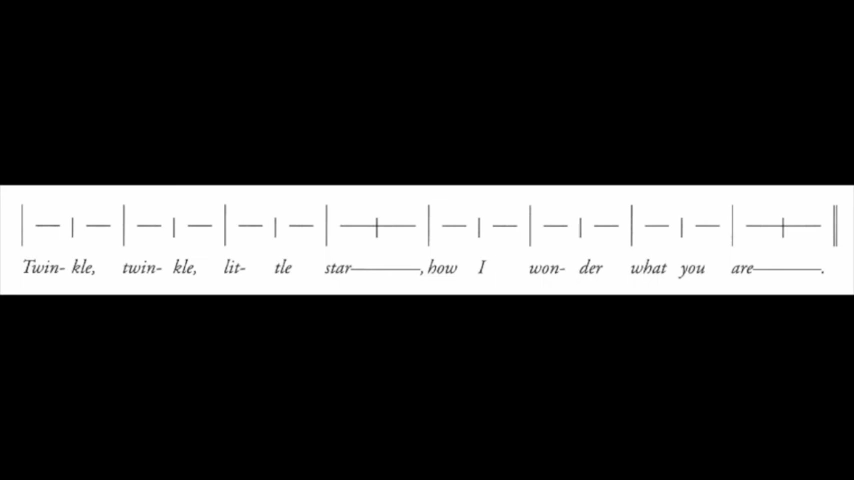 Twin- kle, twin- kle, lit- tle star———, how I won- der what you are———.